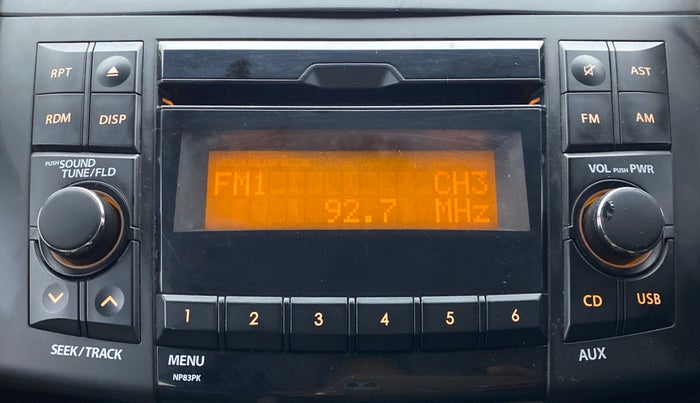 RPT
RDM DISP
PUSH SOUND
TUNE/FLD
SEEK/TRACK
FM1 CH3
92.7 MHz
1 2 3 4 5 6
MENU
NP83PK
AST
FM AM
VOL PUSH PWR
CD USB
AUX